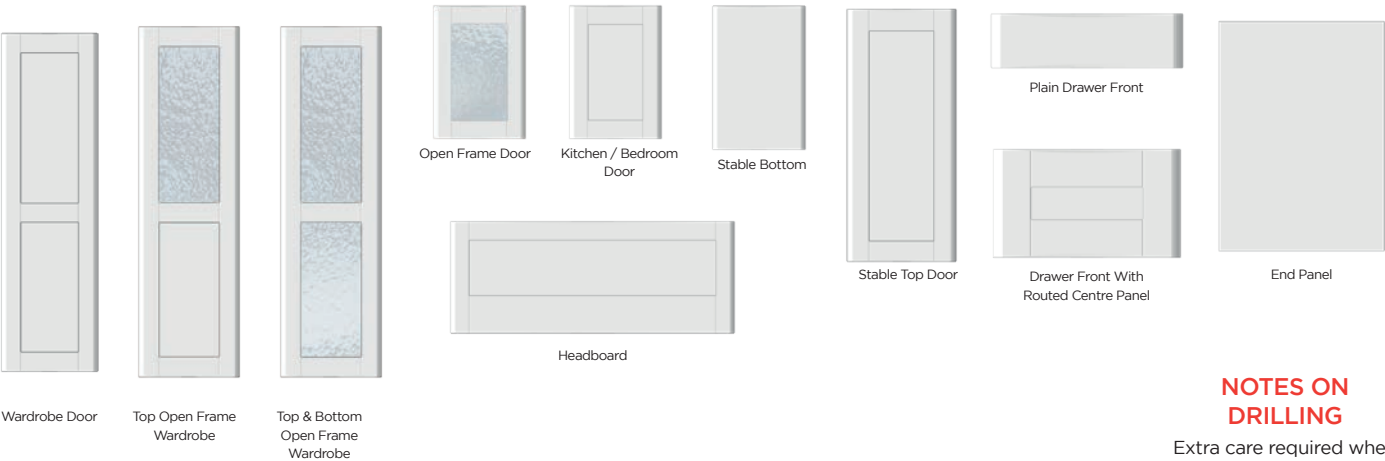 Plain Drawer Front
Open Frame Door
Kitchen / Bedroom
Door
Stable Bottom
Stable Top Door
Drawer Front With
Routed Centre Panel
End Panel
Headboard
Wardrobe Door
Top Open Frame
Wardrobe
Top & Bottom
Open Frame
Wardrobe
NOTES ON
DRILLING
Extra care required whe